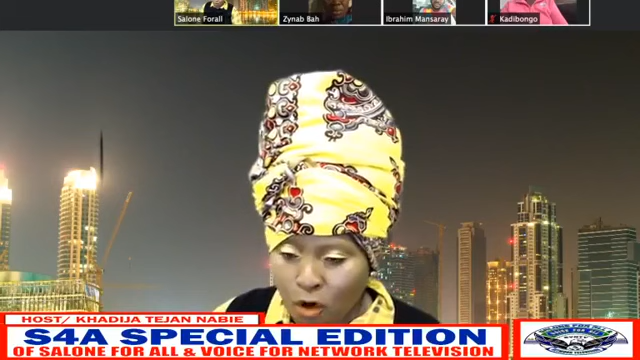 Salone Forall
Zynab Bah
Ibrahim Mansaray
Kadibongo
HOST/ KHADIJA TEJAN NABIE
S4A SPECIAL EDITION
OF SALONE FOR ALL & VOICE FOR NETWORK TELEVISION